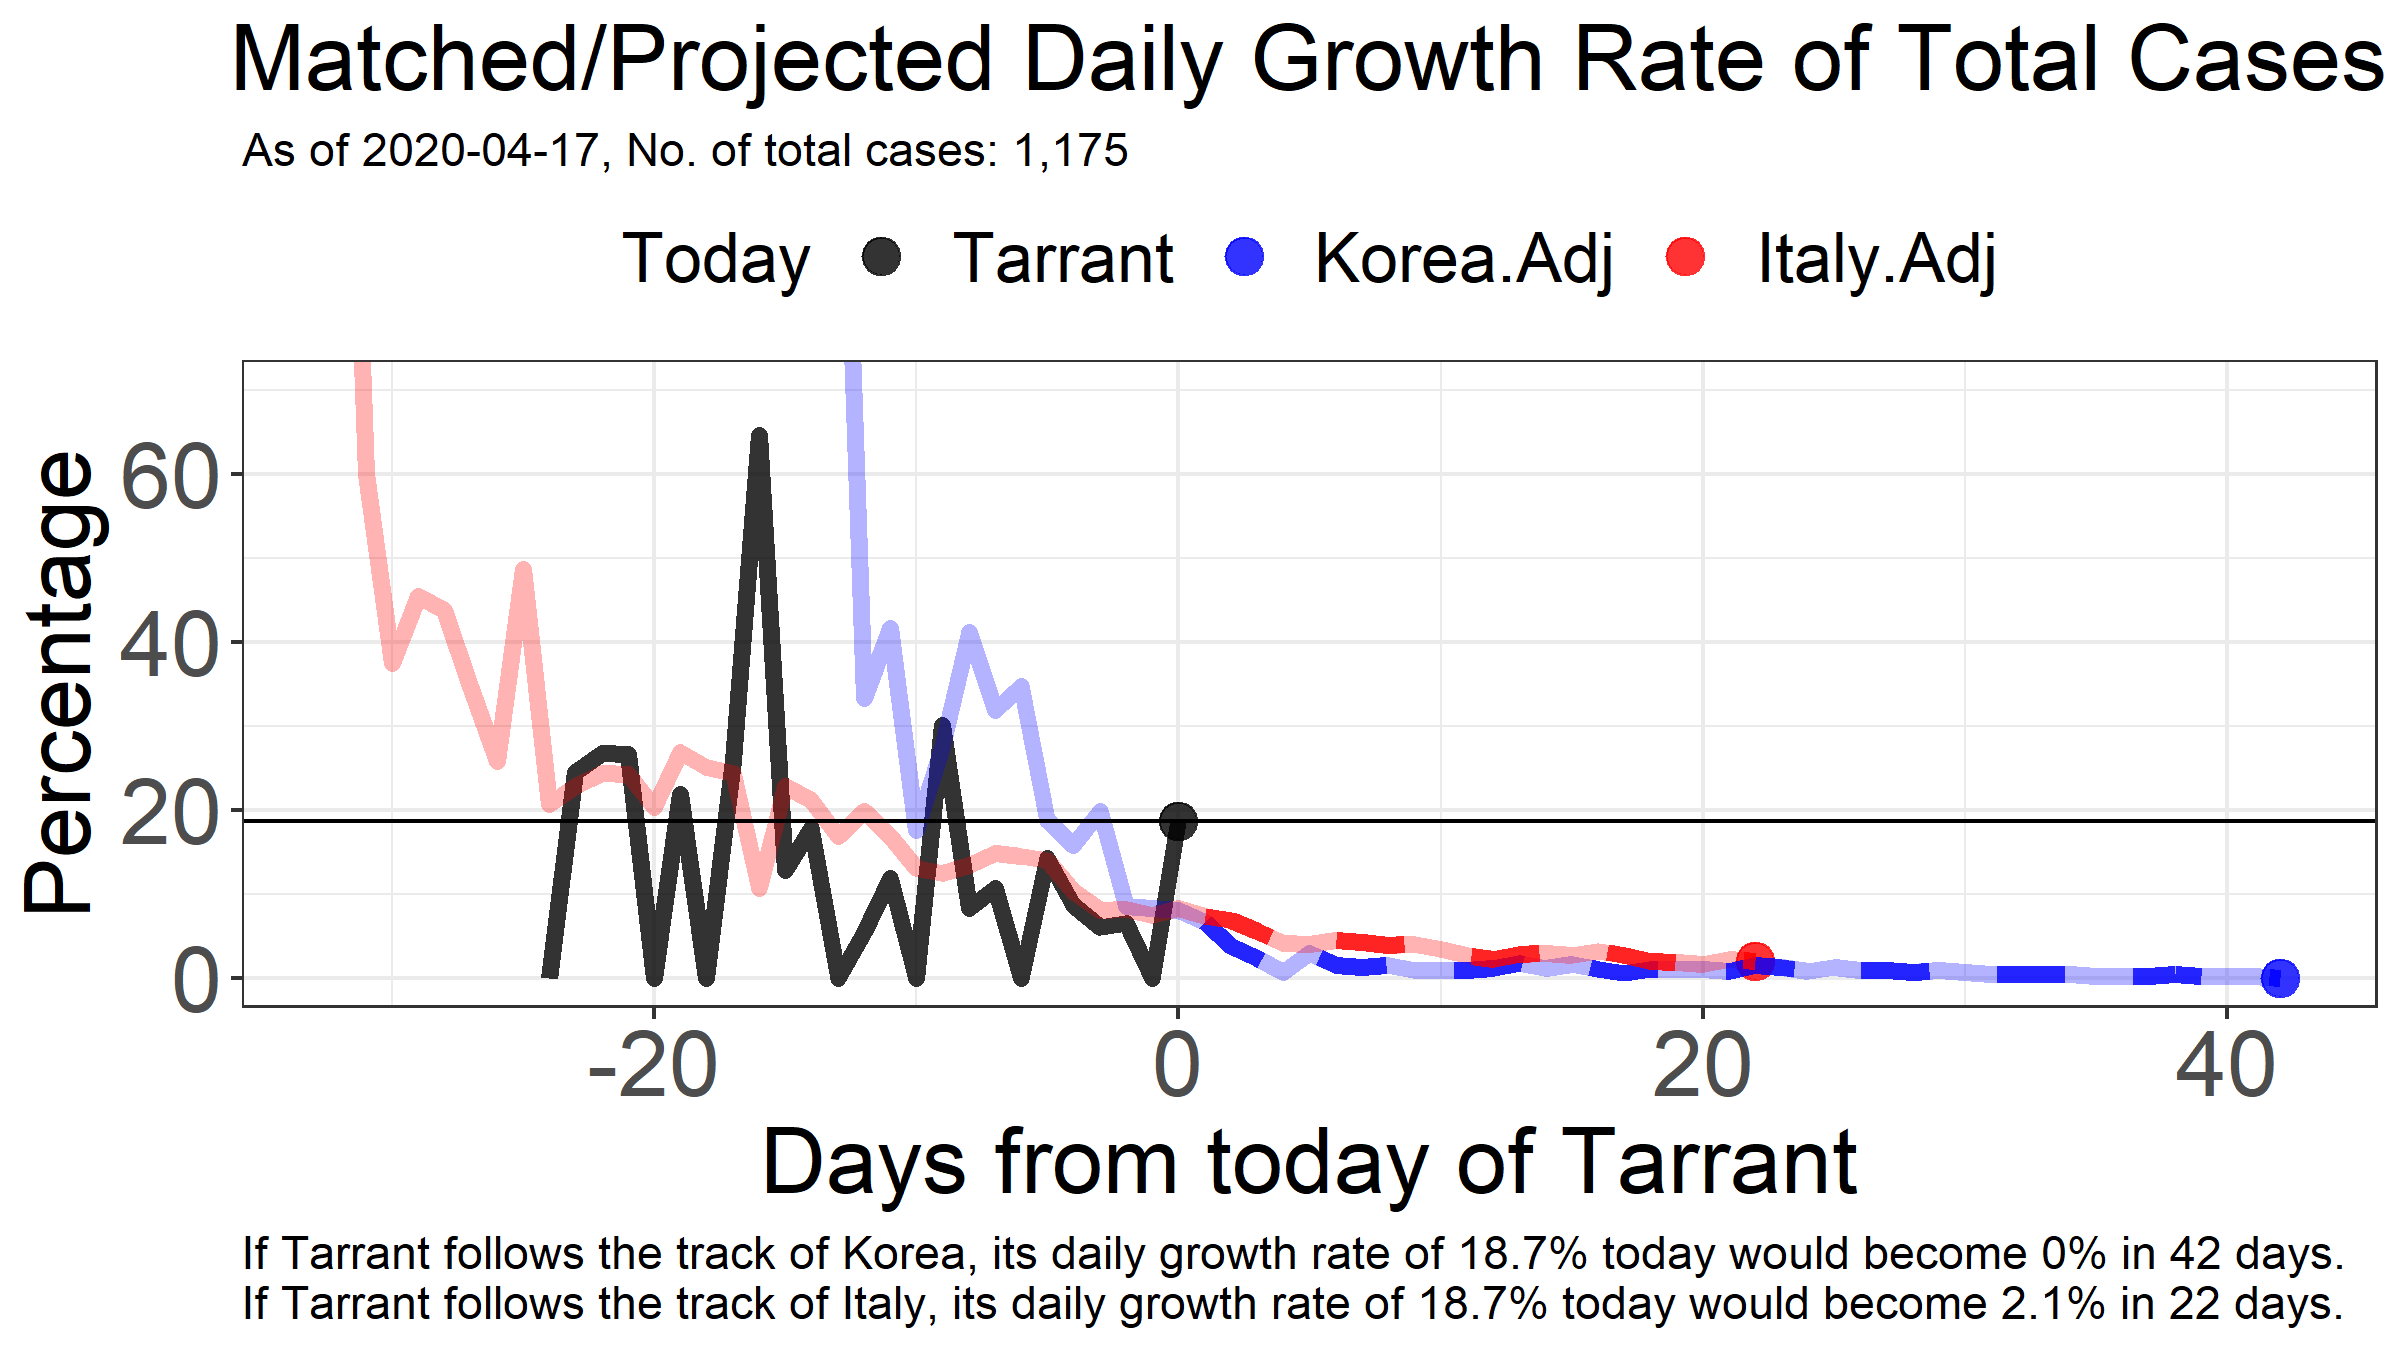 Matched/Projected Daily Growth Rate of Total Cases
As of 2020-04-17, No. of total cases: 1,175
Today Tarrant Korea.Adj Italy.Adj
Percentage
60
40
20
0
-20 0 20 40
Days from today of Tarrant
If Tarrant follows the track of Korea, its daily growth rate of 18.7% today would become 0% in 42 days.
If Tarrant follows the track of Italy, its daily growth rate of 18.7% today would become 2.1% in 22 days.